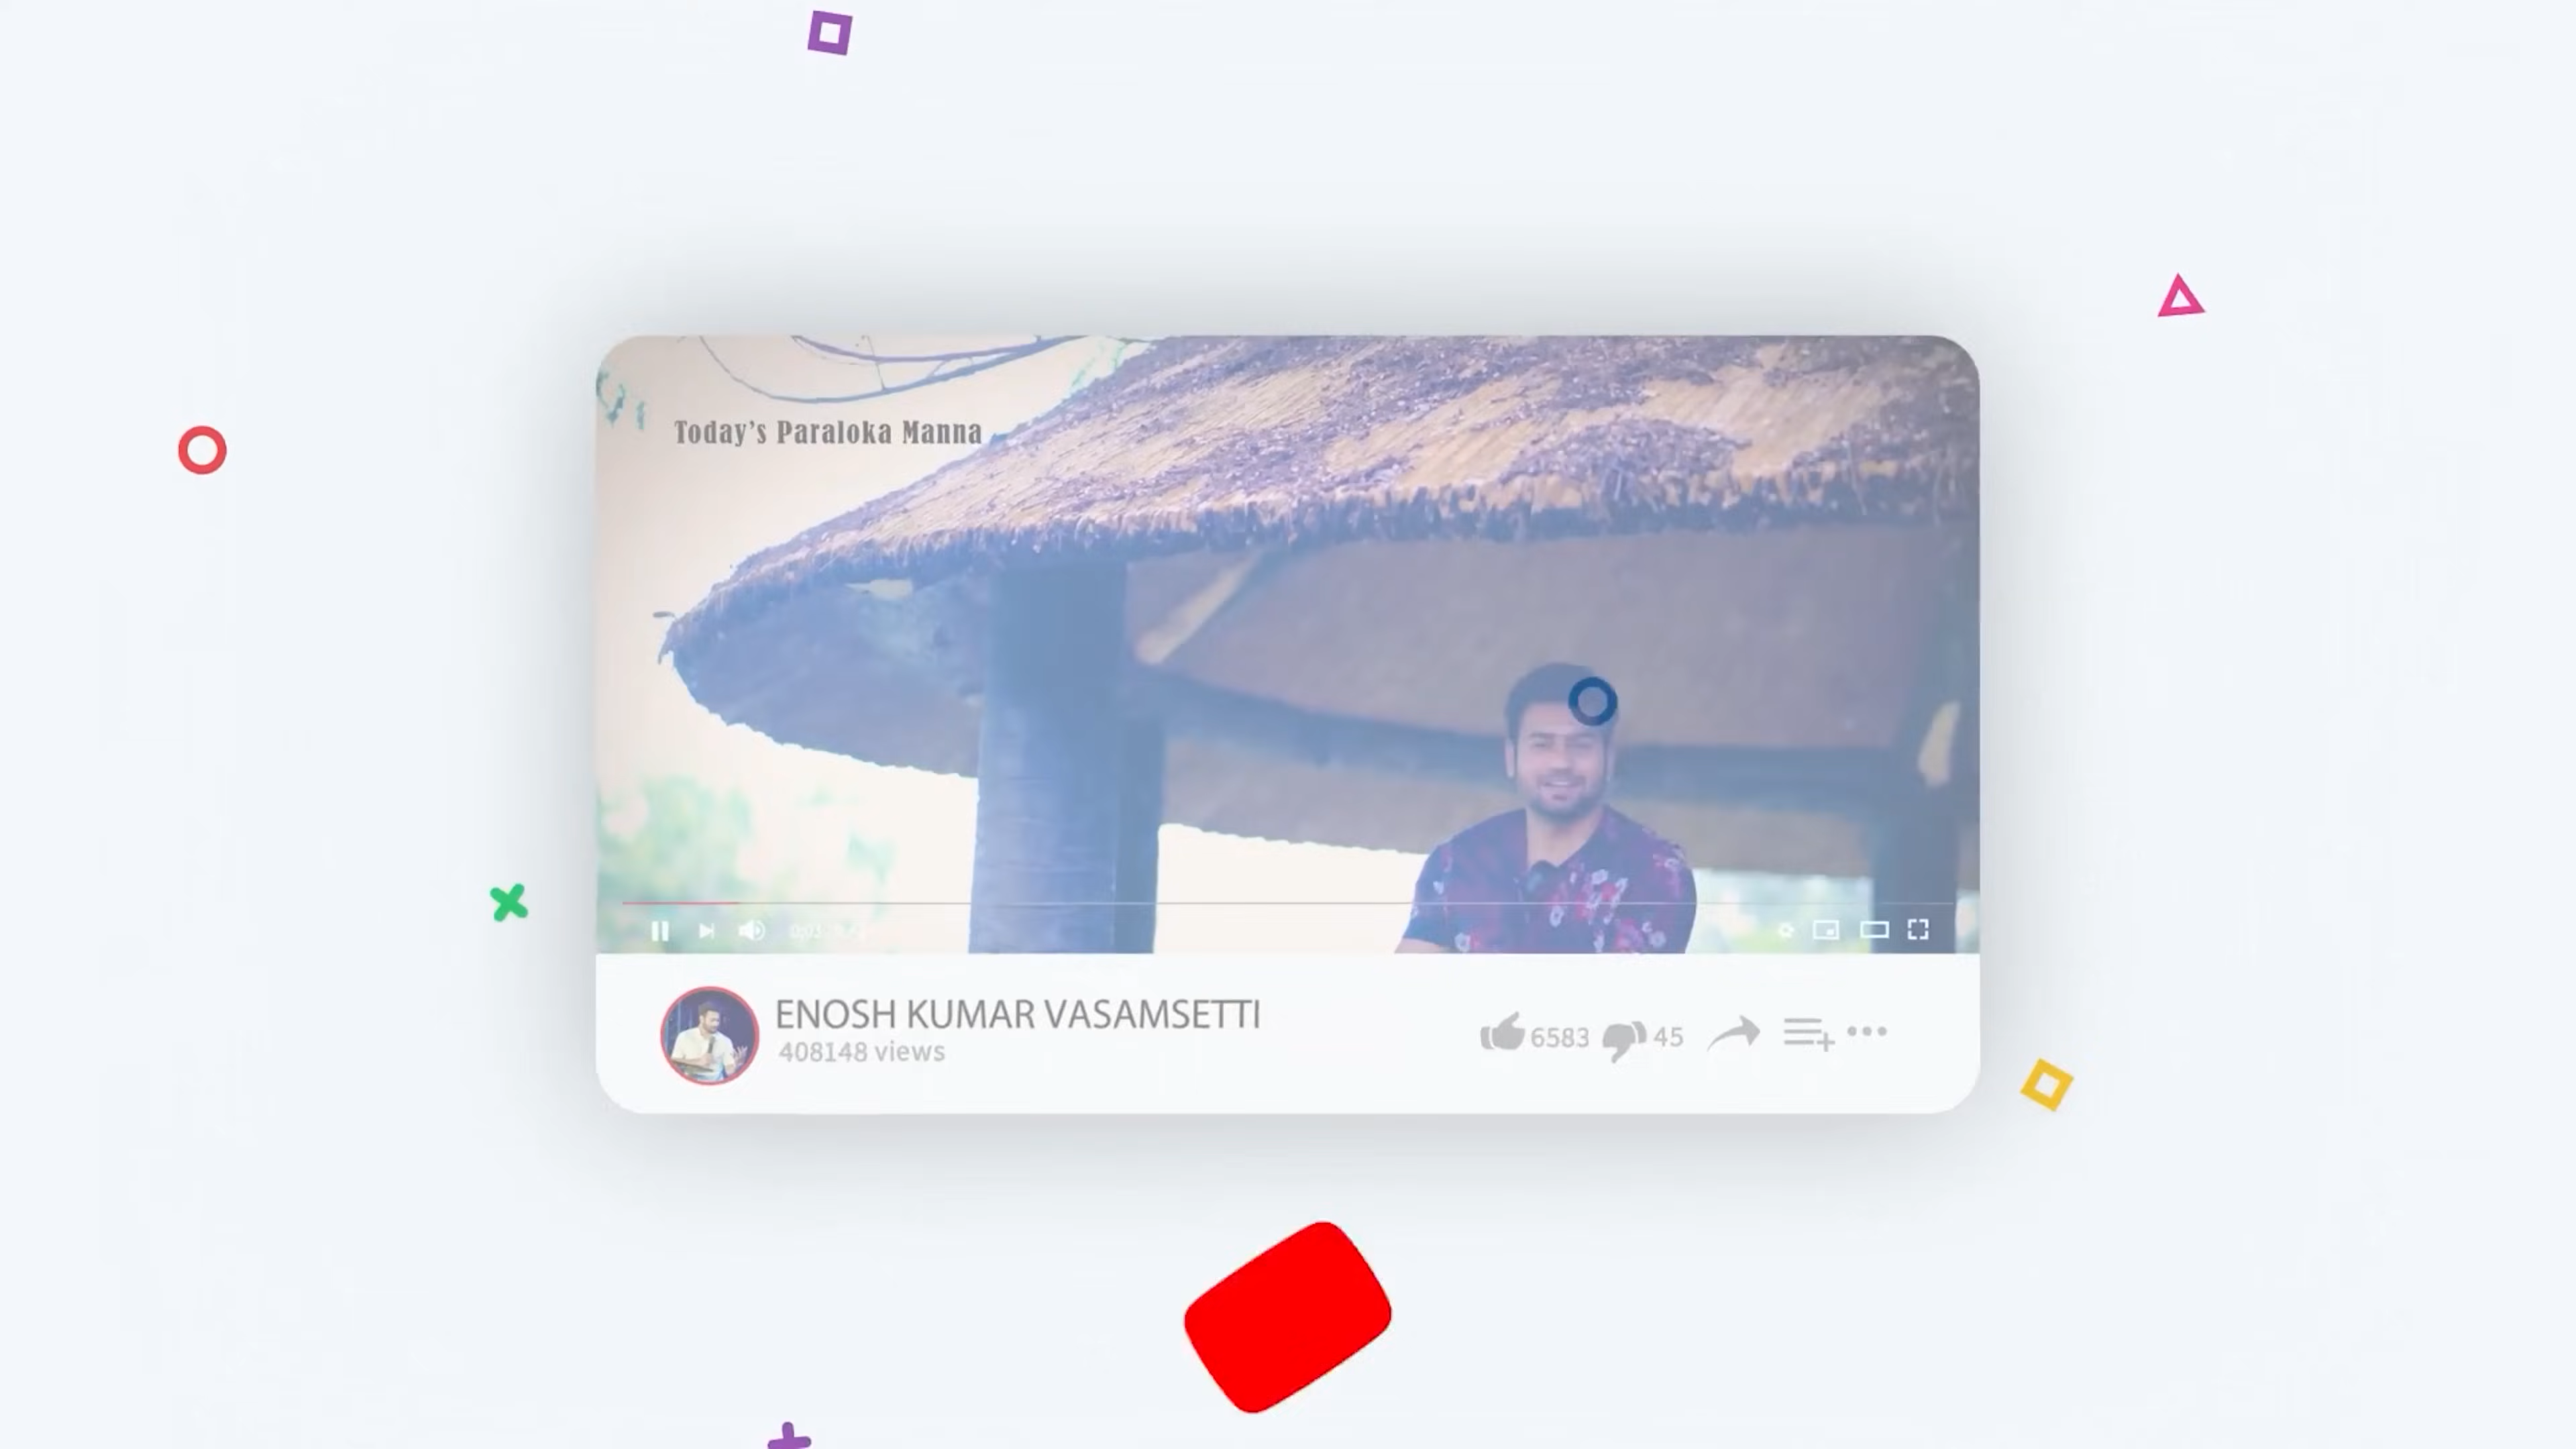 Today's Paraloka Manna
ENOSH KUMAR VASAMSETTI
408148 views
6583
45